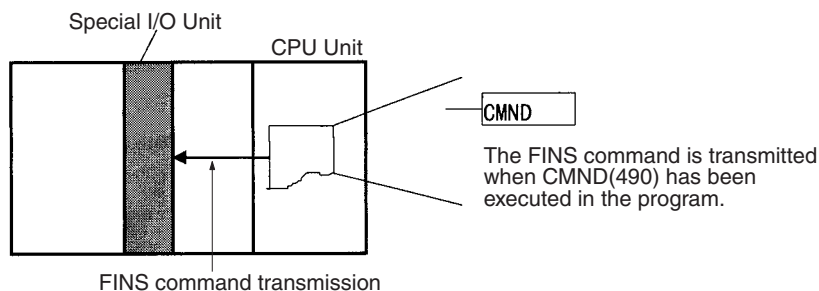 Special I/O Unit
CPU Unit
CMND
The FINS command is transmitted
when CMND(490) has been
executed in the program.
FINS command transmission